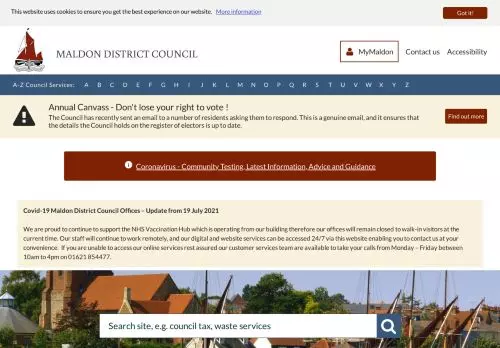 This website uses cookies to ensure you get the best experience on our website. More information
Got it!
MALDON DISTRICT COUNCIL
MyMaldon
Contact us
Accessibility
A-Z Council Services: A B C D E F G H I J K L M N O P Q R S T U V W X Y Z
Annual Canvass - Don't lose your right to vote !
The Council has recently sent an email to a number of residents asking them to respond. This is a genuine email, and it ensures that
the details the Council holds on the register of electors is up to date.
Find out more
Coronavirus - Community Testing, Latest Information, Advice and Guidance
Covid-19 Maldon District Council Offices – Update from 19 July 2021
We are proud to continue to support the NHS Vaccination Hub which is operating from our building therefore our offices will remain closed to walk-in visitors at
the current time. Our staff will continue to work remotely, and our digital and website services can be accessed 24/7 via this website enabling you to contact us at your
convenience. If you are unable to access our online services rest assured our customer services team are available to take your calls from Monday – Friday between
10am to 4pm on 01621 854477.
Search site, e.g. council tax, waste services